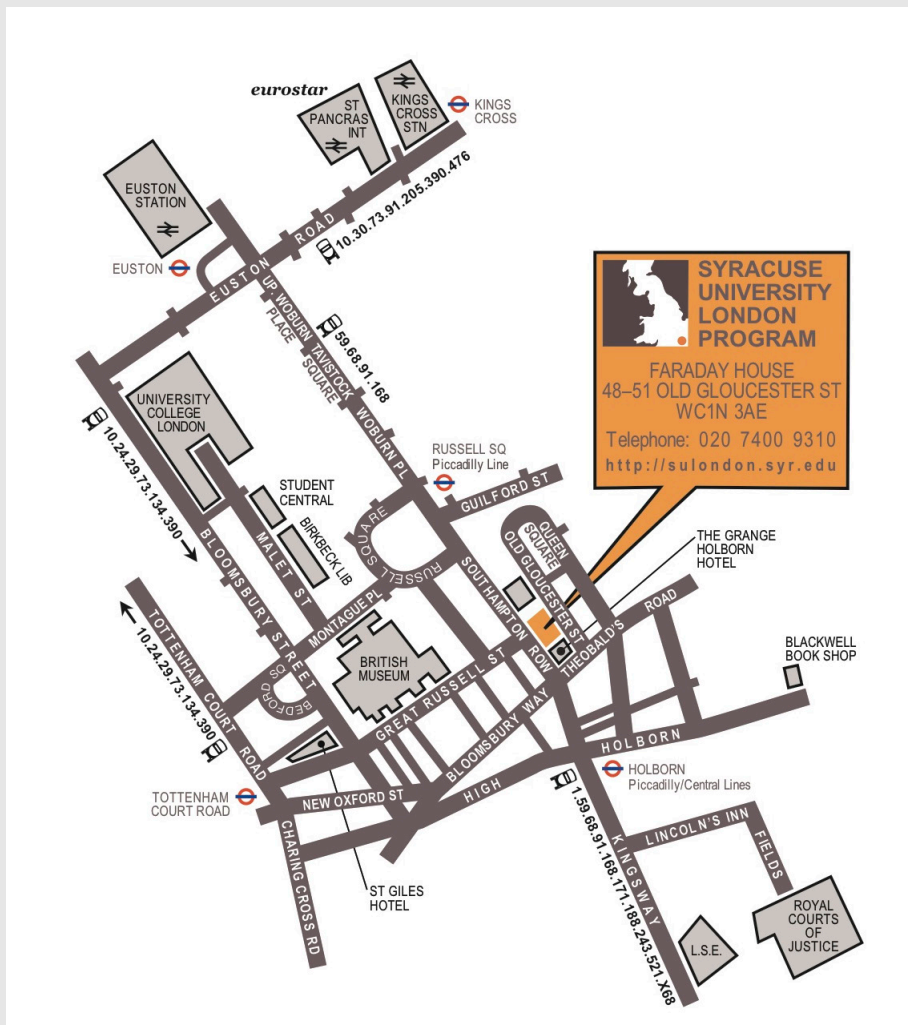 eurostar
ST
PANCRAS
INT
KINGS
CROSS
STN
KINGS
CROSS
EUSTON
STATION
EUSTON
EUSTON ROAD
10.30.73.91.205.390.476
UP. WOBURN
PLACE
TAVISTOCK
SQUARE
WOBURN PL
59.68.91.168
SYRACUSE
UNIVERSITY
LONDON
PROGRAM
FARADAY HOUSE
48–51 OLD GLOUCESTER ST
WC1N 3AE
Telephone: 020 7400 9310
http://sulondon.syr.edu
UNIVERSITY
COLLEGE
LONDON
10.24.29.73.134.390
RUSSELL SQ
Piccadilly Line
GUILFORD ST
STUDENT
CENTRAL
BIRKBECK LIB
MALET ST
BLOOMSBURY STREET
RUSSELL SQUARE
QUEEN
SQUARE
OLD GLOUCESTER ST
THE GRANGE
HOLBORN
HOTEL
SOUTHAMPTON ROW
THEOBALD'S ROAD
MONTAGUE PL
BEDFORD SQ
BRITISH
MUSEUM
GREAT RUSSELL ST
BLOOMSBURY WAY
BLACKWELL
BOOK SHOP
TOTTENHAM COURT ROAD
10.24.29.73.134.390
HIGH HOLBORN
HOLBORN
Piccadilly/Central Lines
TOTTENHAM
COURT ROAD
NEW OXFORD ST
CHARING CROSS RD
ST GILES
HOTEL
1.59.68.91.168.171.188.243.521.X68
KINGSWAY
LINCOLN'S INN FIELDS
L.S.E.
ROYAL
COURTS
OF
JUSTICE